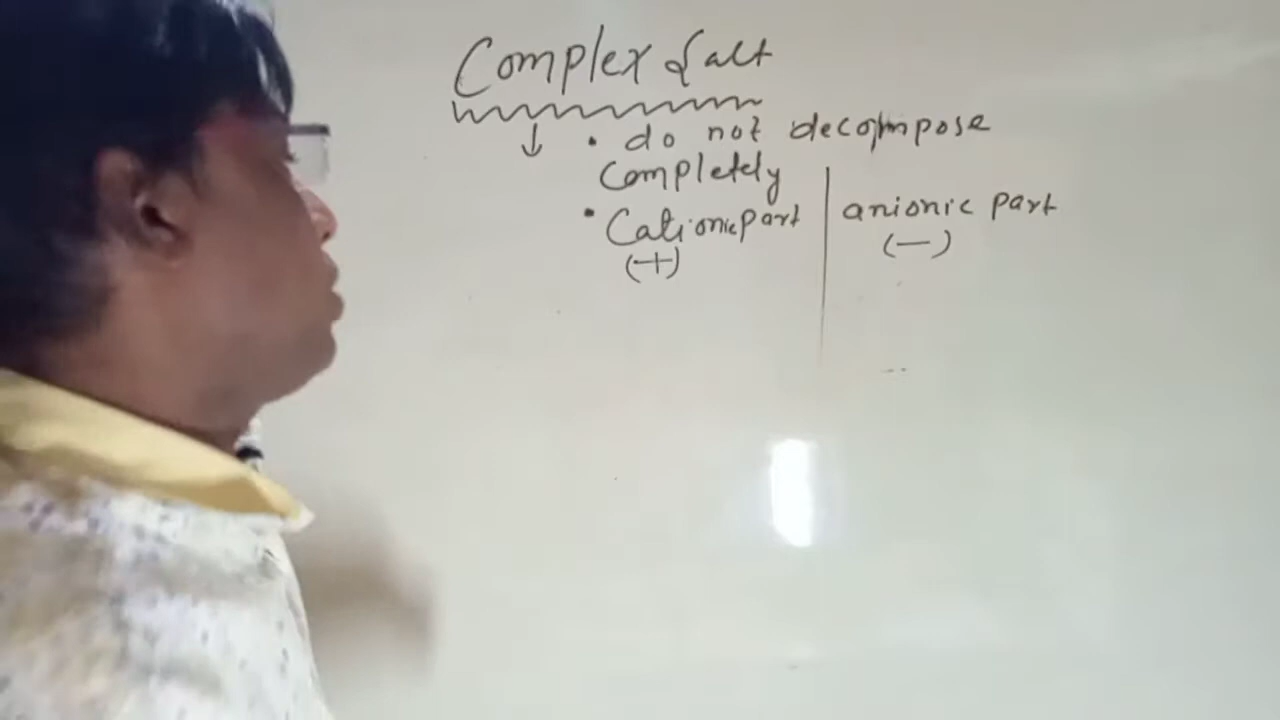 Complex Salt
↓ • do not decompose
completely
• Cationic part | anionic part
(+) (−)